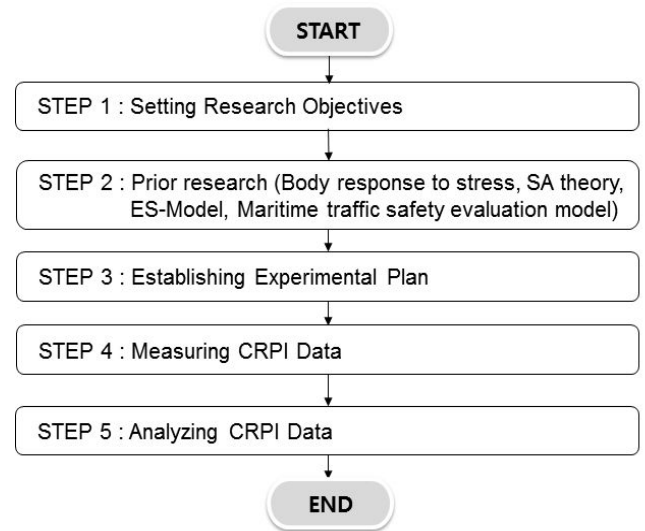 START
STEP 1 : Setting Research Objectives
STEP 2 : Prior research (Body response to stress, SA theory,
ES-Model, Maritime traffic safety evaluation model)
STEP 3 : Establishing Experimental Plan
STEP 4 : Measuring CRPI Data
STEP 5 : Analyzing CRPI Data
END